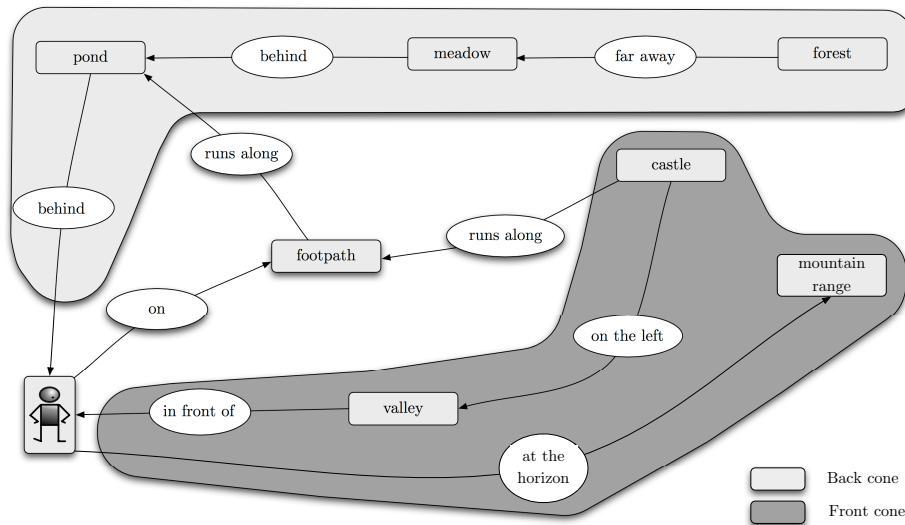 pond
behind
meadow
far away
forest
runs along
castle
behind
runs along
footpath
mountain
range
on
on the left
in front of
valley
at the
horizon
Back cone
Front cone